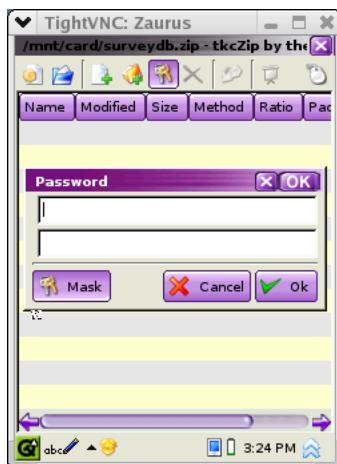 TightVNC: Zaurus
/mnt/card/surveydb.zip - tkcZip by the
Name Modified Size Method Ratio Pac
Password
OK
Mask Cancel Ok
abc 3:24 PM